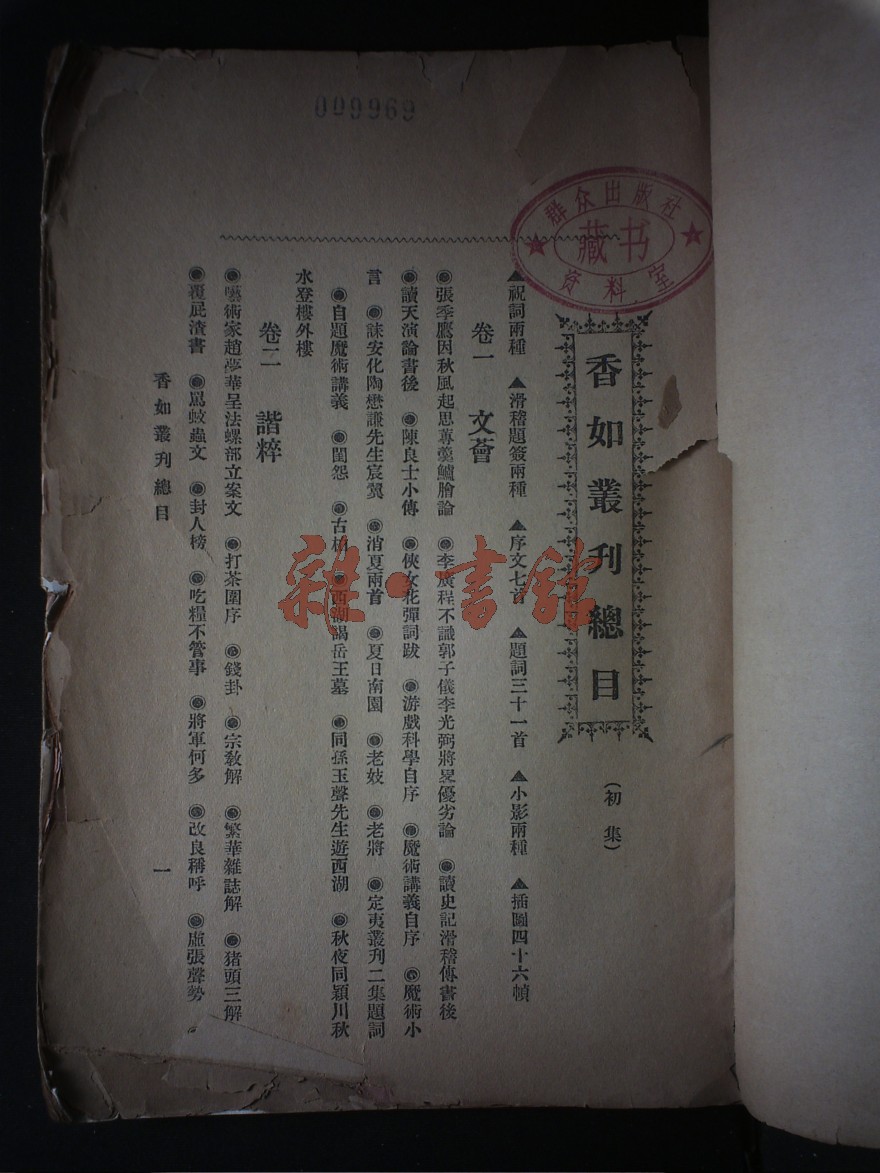 009969
群众出版社
藏书
资料室
香如叢刊總目
(初集)
▲祝詞兩種 ▲滑稽題簽兩種 ▲序文七首 ▲題詞三十一首 ▲小影兩種 ▲插圖四十六幀
卷一 文薈
◉張季鷹因秋風起思蓴羹鱸膾論 ◉李廣程不識郭子儀李光弼將畧優劣論 ◉讀史記滑稽傳書後
◉讀天演論書後 ◉陳良士小傳 ◉俠女花彈詞跋 ◉游戲科學自序 ◉魔術講義自序 ◉魔術小
言 ◉誄安化陶懋謙先生宸翼 ◉消夏兩首 ◉夏日南園 ◉老妓 ◉老將 ◉定夷叢刊二集題詞
◉自題魔術講義 ◉閨怨 ◉古柏 ◉西湖謁岳王墓 ◉同孫玉聲先生遊西湖 ◉秋夜同潁川秋
水登樓外樓
卷二 諧粹
◉藝術家趙夢華呈法螺部立案文 ◉打茶圍序 ◉錢卦 ◉宗教解 ◉繁華雜誌解 ◉猪頭三解
◉覆屁渣書 ◉罵蚊蟲文 ◉封人榜 ◉吃糧不管事 ◉將軍何多 ◉改良稱呼 ◉虛張聲勢
香如叢刊總目
一
雜·書館